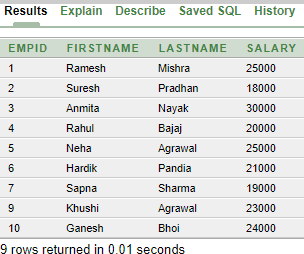 Results Explain Describe Saved SQL History
EMPID FIRSTNAME LASTNAME SALARY
1 Ramesh Mishra 25000
2 Suresh Pradhan 18000
3 Anmita Nayak 30000
4 Rahul Bajaj 20000
5 Neha Agrawal 25000
6 Hardik Pandia 21000
7 Sapna Sharma 19000
9 Khushi Agrawal 23000
10 Ganesh Bhoi 24000
9 rows returned in 0.01 seconds